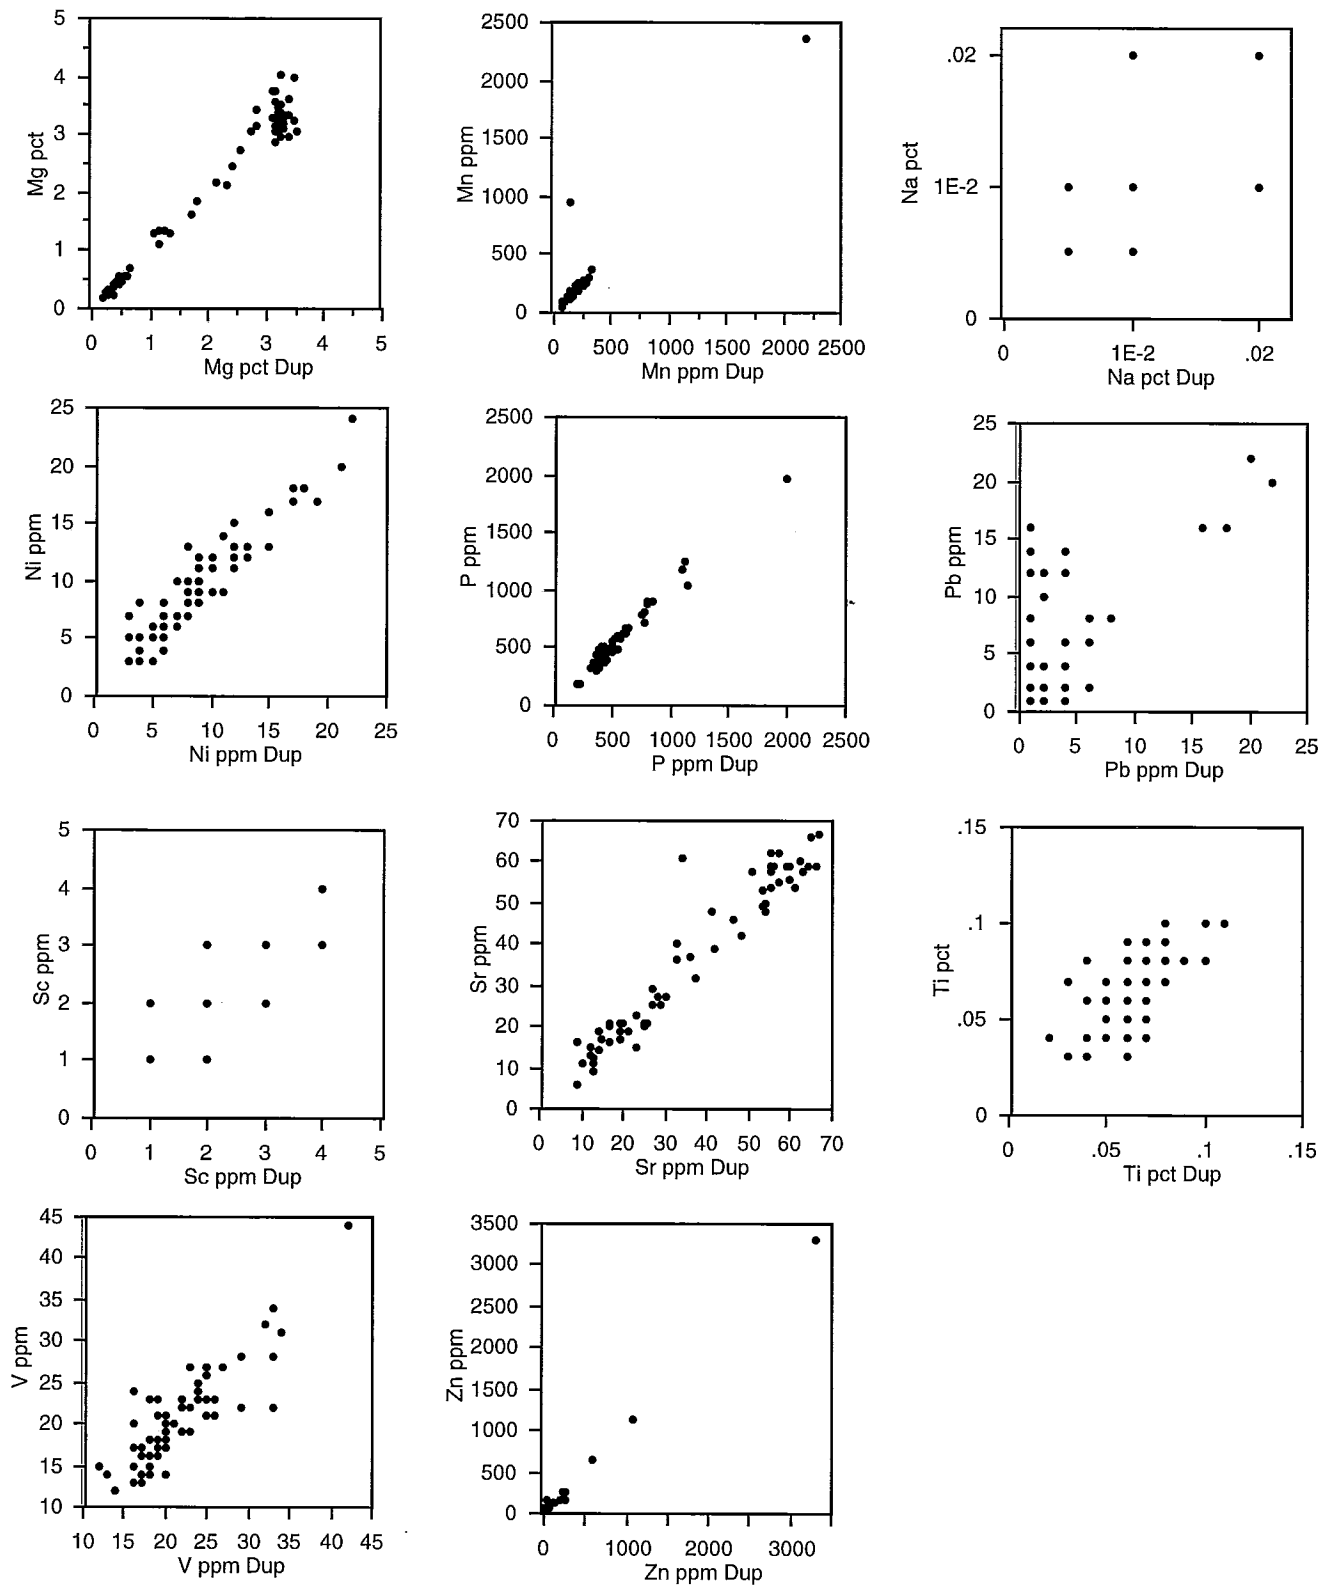 5
4
3
2
1
0
Mg pct
0 1 2 3 4 5
Mg pct Dup
2500
2000
1500
1000
500
0
Mn ppm
0 500 1000 1500 2000 2500
Mn ppm Dup
.02
1E-2
0
Na pct
0 1E-2 .02
Na pct Dup
25
20
15
10
5
0
Ni ppm
0 5 10 15 20 25
Ni ppm Dup
2500
2000
1500
1000
500
0
P ppm
0 500 1000 1500 2000 2500
P ppm Dup
25
20
15
10
5
0
Pb ppm
0 5 10 15 20 25
Pb ppm Dup
5
4
3
2
1
0
Sc ppm
0 1 2 3 4 5
Sc ppm Dup
70
60
50
40
30
20
10
0
Sr ppm
0 10 20 30 40 50 60 70
Sr ppm Dup
.15
.1
.05
0
Ti pct
0 .05 .1 .15
Ti pct Dup
45
40
35
30
25
20
15
10
V ppm
10 15 20 25 30 35 40 45
V ppm Dup
3500
3000
2500
2000
1500
1000
500
0
Zn ppm
0 1000 2000 3000
Zn ppm Dup